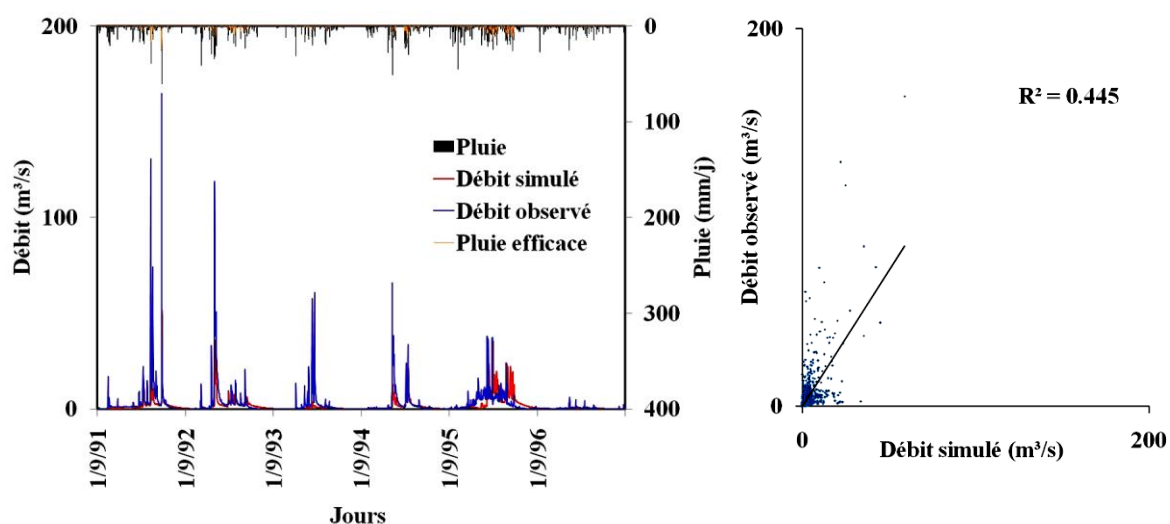 200
0
100
0
Débit (m³/s)
0
100
200
300
400
Pluie (mm/j)
Pluie
Débit simulé
Débit observé
Pluie efficace
1/9/91
1/9/92
1/9/93
1/9/94
1/9/95
1/9/96
Jours
200
0
Débit observé (m³/s)
R² = 0.445
0
200
Débit simulé (m³/s)